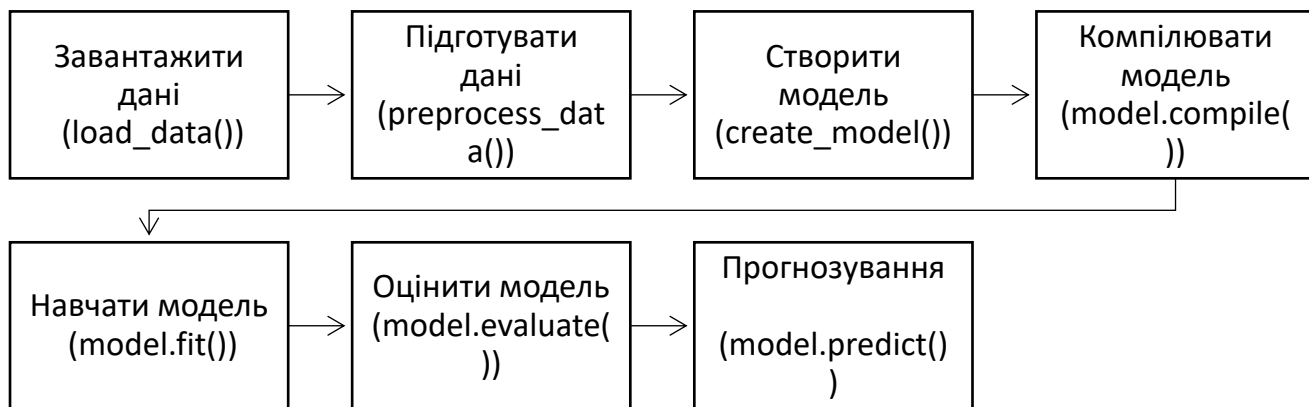 Завантажити
дані
(load_data())
Підготувати
дані
(preprocess_dat
a())
Створити
модель
(create_model())
Компілювати
модель
(model.compile(
))
Навчати модель
(model.fit())
Оцінити модель
(model.evaluate(
))
Прогнозування
(model.predict()
)